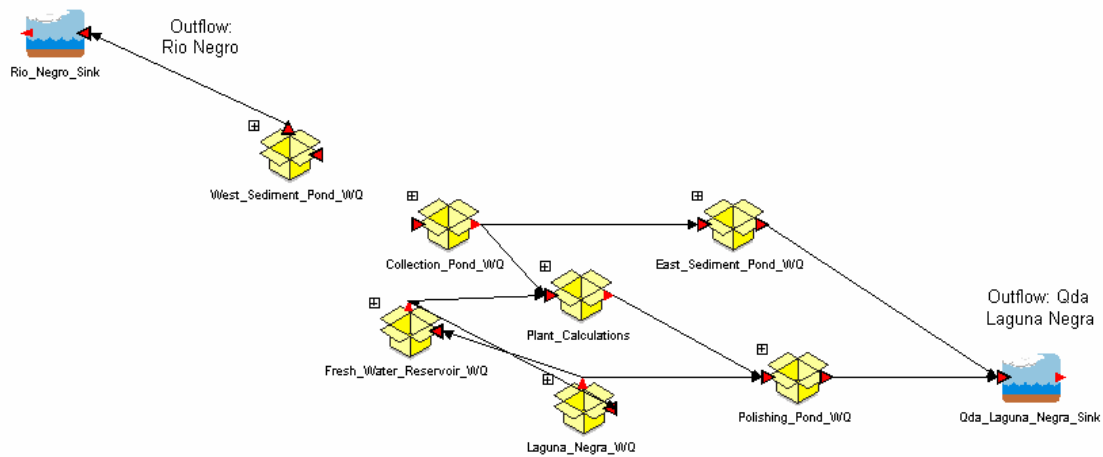 Outflow:
Rio Negro
Rio_Negro_Sink
West_Sediment_Pond_WQ
Collection_Pond_WQ
East_Sediment_Pond_WQ
Outflow: Qda
Laguna Negra
Plant_Calculations
Fresh_Water_Reservoir_WQ
Laguna_Negra_WQ
Polishing_Pond_WQ
Qda_Laguna_Negra_Sink